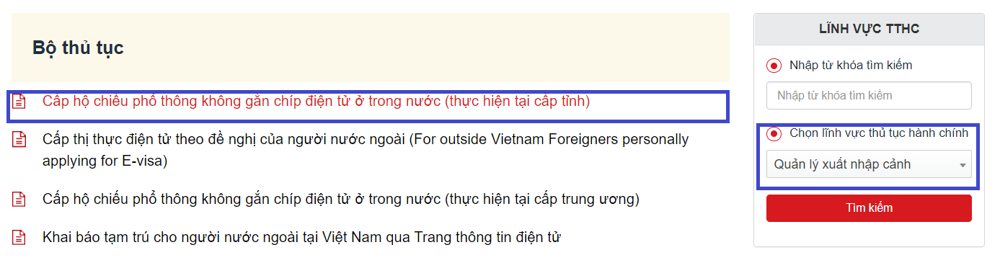 Bộ thủ tục
Cấp hộ chiếu phổ thông không gắn chíp điện tử ở trong nước (thực hiện tại cấp tỉnh)
Cấp thị thực điện tử theo đề nghị của người nước ngoài (For outside Vietnam Foreigners personally
applying for E-visa)
Cấp hộ chiếu phổ thông không gắn chíp điện tử ở trong nước (thực hiện tại cấp trung ương)
Khai báo tạm trú cho người nước ngoài tại Việt Nam qua Trang thông tin điện tử
LĨNH VỰC TTHC
Nhập từ khóa tìm kiếm
Nhập từ khóa tìm kiếm
Chọn lĩnh vực thủ tục hành chính
Quản lý xuất nhập cảnh
Tìm kiếm